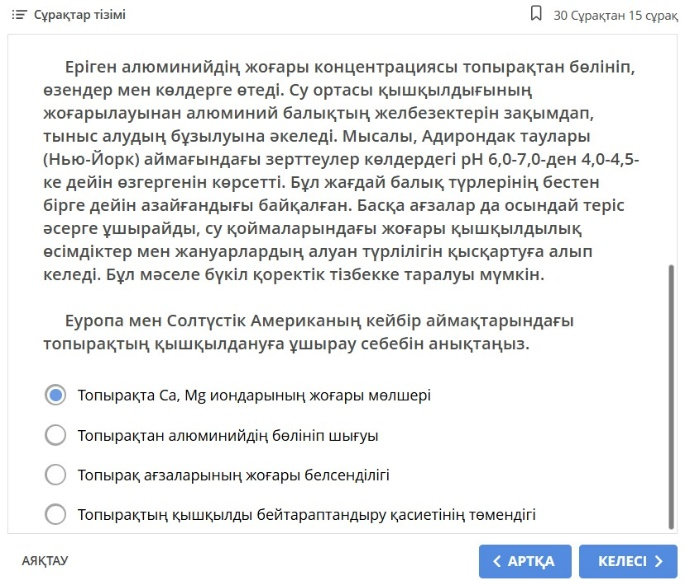 Сұрақтар тізімі
30 Сұрақтан 15 сұрақ
Еріген алюминийдің жоғары концентрациясы топырақтан бөлініп,
өзендер мен көлдерге өтеді. Су ортасы қышқылдығының
жоғарылауынан алюминий балықтың желбезектерін зақымдап,
тыныс алудың бұзылуына әкеледі. Мысалы, Адирондак таулары
(Нью-Йорк) аймағындағы зерттеулер көлдердегі pH 6,0-7,0-ден 4,0-4,5-
ке дейін өзгергенін көрсетті. Бұл жағдай балық түрлерінің бестен
бірге дейін азайғандығы байқалған. Басқа ағзалар да осындай теріс
әсерге ұшырайды, су қоймаларындағы жоғары қышқылдылық
өсімдіктер мен жануарлардың алуан түрлілігін қысқартуға алып
келеді. Бұл мәселе бүкіл қоректік тізбекке таралуы мүмкін.
Еуропа мен Солтүстік Американың кейбір аймақтарындағы
топырақтың қышқылдануға ұшырау себебін анықтаңыз.
Топырақта Ca, Mg иондарының жоғары мөлшері
Топырақтан алюминийдің бөлініп шығуы
Топырақ ағзаларының жоғары белсенділігі
Топырақтың қышқылды бейтараптандыру қасиетінің төмендігі
АЯҚТАУ
АРТҚА
КЕЛЕСІ